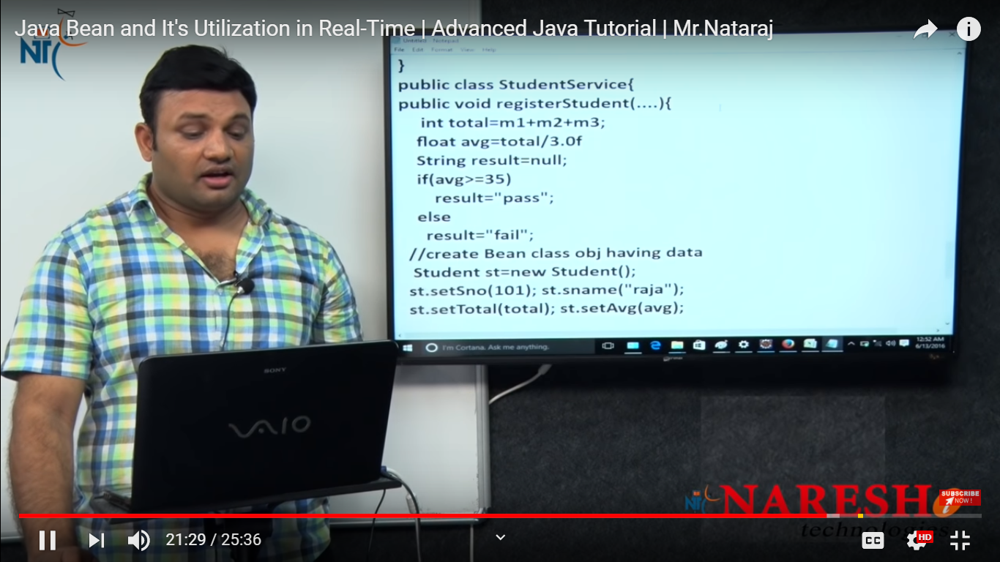 Java Bean and It's Utilization in Real-Time | Advanced Java Tutorial | Mr.Nataraj
NT
Untitled - Notepad
File Edit Format View Help
}
public class StudentService{
public void registerStudent(....){
int total=m1+m2+m3;
float avg=total/3.0f
String result=null;
if(avg>=35)
result="pass";
else
result="fail";
//create Bean class obj having data
Student st=new Student();
st.setSno(101); st.sname("raja");
st.setTotal(total); st.setAvg(avg);
I'm Cortana. Ask me anything.
12:52 AM
6/13/2016
SONY
VAIO
NT NARESH i
technologies
SUBSCRIBE
NOW !
21:29 / 25:36
CC
HD